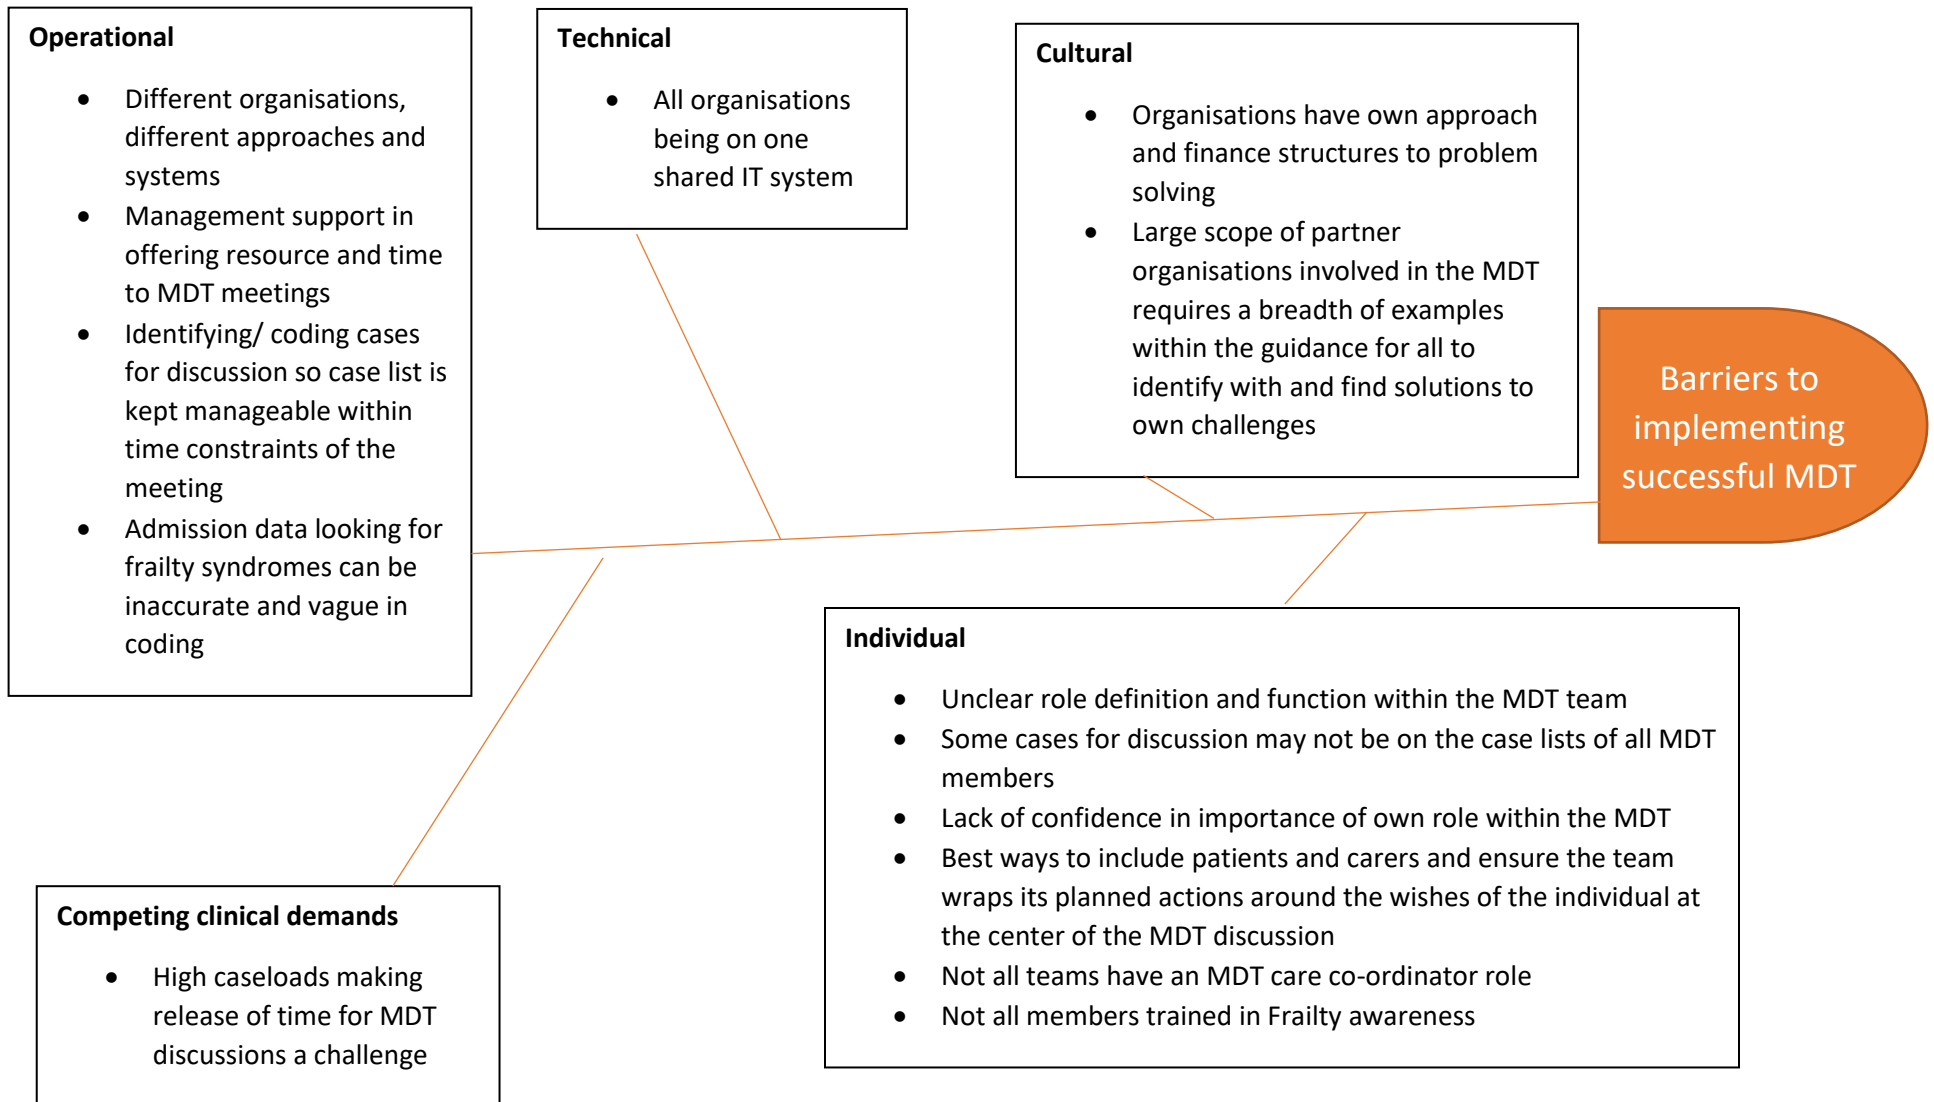 Operational
• Different organisations,
different approaches and
systems
• Management support in
offering resource and time
to MDT meetings
• Identifying/ coding cases
for discussion so case list is
kept manageable within
time constraints of the
meeting
• Admission data looking for
frailty syndromes can be
inaccurate and vague in
coding
Technical
• All organisations
being on one
shared IT system
Cultural
• Organisations have own approach
and finance structures to problem
solving
• Large scope of partner
organisations involved in the MDT
requires a breadth of examples
within the guidance for all to
identify with and find solutions to
own challenges
Barriers to
implementing
successful MDT
Competing clinical demands
• High caseloads making
release of time for MDT
discussions a challenge
Individual
• Unclear role definition and function within the MDT team
• Some cases for discussion may not be on the case lists of all MDT
members
• Lack of confidence in importance of own role within the MDT
• Best ways to include patients and carers and ensure the team
wraps its planned actions around the wishes of the individual at
the center of the MDT discussion
• Not all teams have an MDT care co-ordinator role
• Not all members trained in Frailty awareness